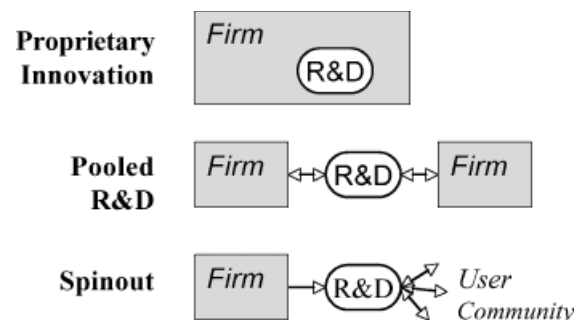 Proprietary
Innovation
Firm
R&D
Pooled
R&D
Firm
R&D
Firm
Spinout
Firm
R&D
User
Community